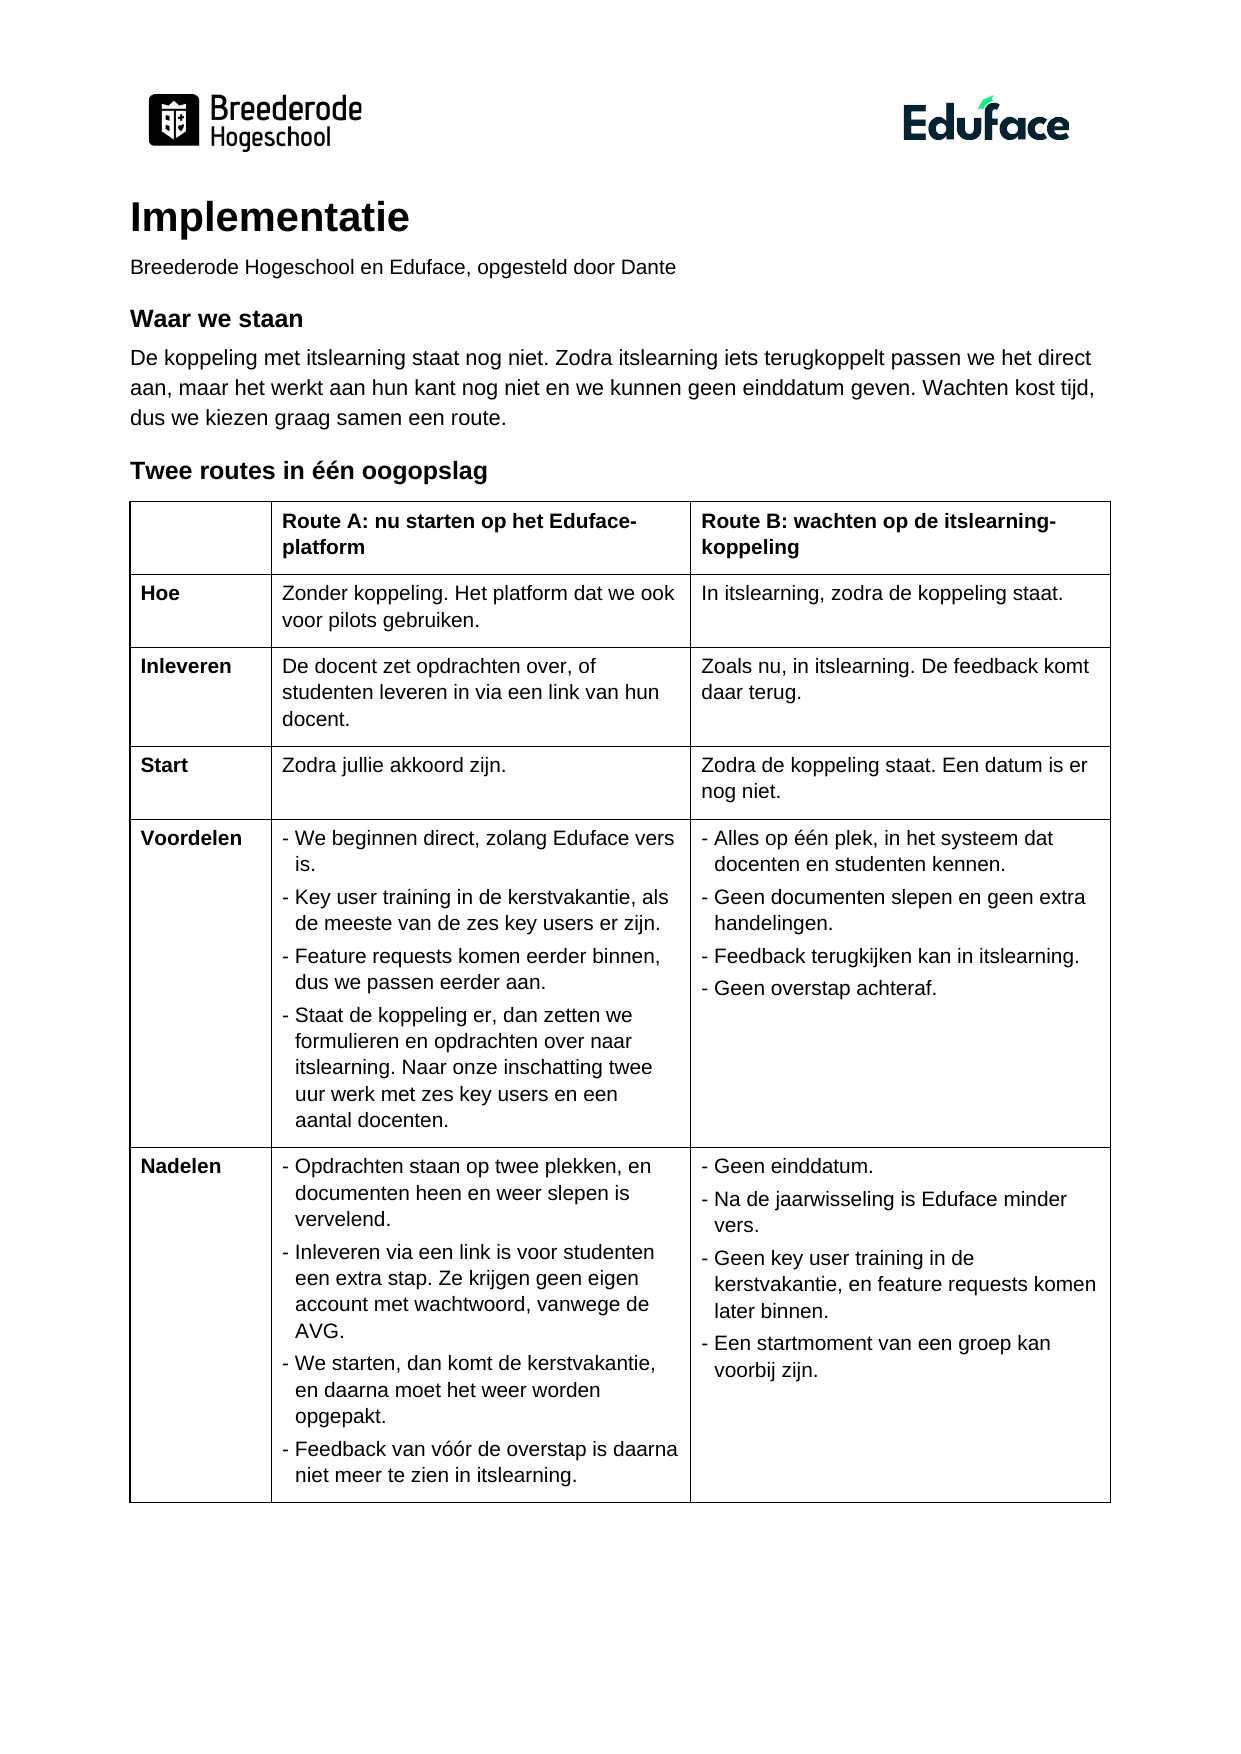 Breederode
Hogeschool
Eduface
Implementatie
Breederode Hogeschool en Eduface, opgesteld door Dante
Waar we staan
De koppeling met itslearning staat nog niet. Zodra itslearning iets terugkoppelt passen we het direct
aan, maar het werkt aan hun kant nog niet en we kunnen geen einddatum geven. Wachten kost tijd,
dus we kiezen graag samen een route.
Twee routes in één oogopslag
Route A: nu starten op het Eduface-
platform
Route B: wachten op de itslearning-
koppeling
Hoe
Zonder koppeling. Het platform dat we ook
voor pilots gebruiken.
In itslearning, zodra de koppeling staat.
Inleveren
De docent zet opdrachten over, of
studenten leveren in via een link van hun
docent.
Zoals nu, in itslearning. De feedback komt
daar terug.
Start
Zodra jullie akkoord zijn.
Zodra de koppeling staat. Een datum is er
nog niet.
Voordelen
- We beginnen direct, zolang Eduface vers
is.
- Key user training in de kerstvakantie, als
de meeste van de zes key users er zijn.
- Feature requests komen eerder binnen,
dus we passen eerder aan.
- Staat de koppeling er, dan zetten we
formulieren en opdrachten over naar
itslearning. Naar onze inschatting twee
uur werk met zes key users en een
aantal docenten.
- Alles op één plek, in het systeem dat
docenten en studenten kennen.
- Geen documenten slepen en geen extra
handelingen.
- Feedback terugkijken kan in itslearning.
- Geen overstap achteraf.
Nadelen
- Opdrachten staan op twee plekken, en
documenten heen en weer slepen is
vervelend.
- Inleveren via een link is voor studenten
een extra stap. Ze krijgen geen eigen
account met wachtwoord, vanwege de
AVG.
- We starten, dan komt de kerstvakantie,
en daarna moet het weer worden
opgepakt.
- Feedback van vóór de overstap is daarna
niet meer te zien in itslearning.
- Geen einddatum.
- Na de jaarwisseling is Eduface minder
vers.
- Geen key user training in de
kerstvakantie, en feature requests komen
later binnen.
- Een startmoment van een groep kan
voorbij zijn.